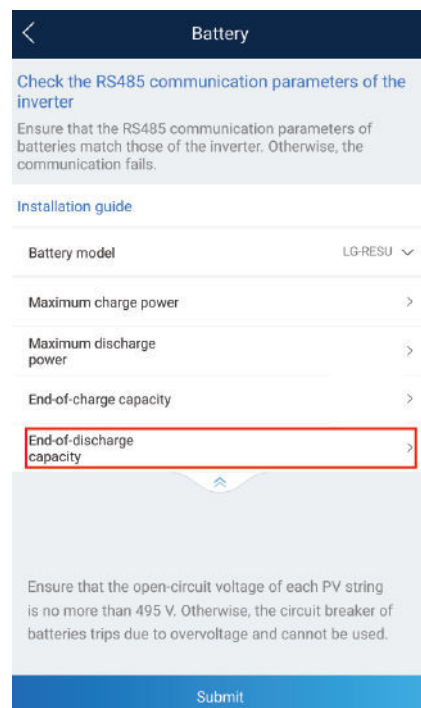 Battery
Check the RS485 communication parameters of the
inverter
Ensure that the RS485 communication parameters of
batteries match those of the inverter. Otherwise, the
communication fails.
Installation guide
Battery model LG-RESU
Maximum charge power
Maximum discharge
power
End-of-charge capacity
End-of-discharge
capacity
Ensure that the open-circuit voltage of each PV string
is no more than 495 V. Otherwise, the circuit breaker of
batteries trips due to overvoltage and cannot be used.
Submit